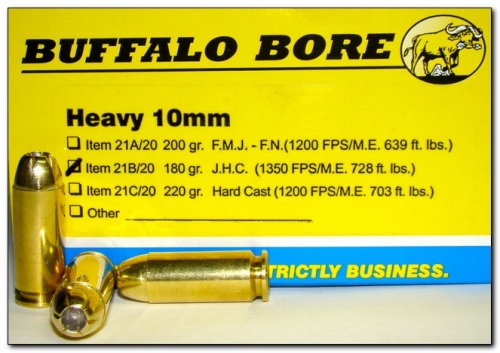 BUFFALO BORE
Heavy 10mm
Item 21A/20 200 gr. F.M.J. - F.N.(1200 FPS/M.E. 639 ft. lbs.)
Item 21B/20 180 gr. J.H.C. (1350 FPS/M.E. 728 ft. lbs.)
Item 21C/20 220 gr. Hard Cast (1200 FPS/M.E. 703 ft. lbs.)
Other
TRICTLY BUSINESS.